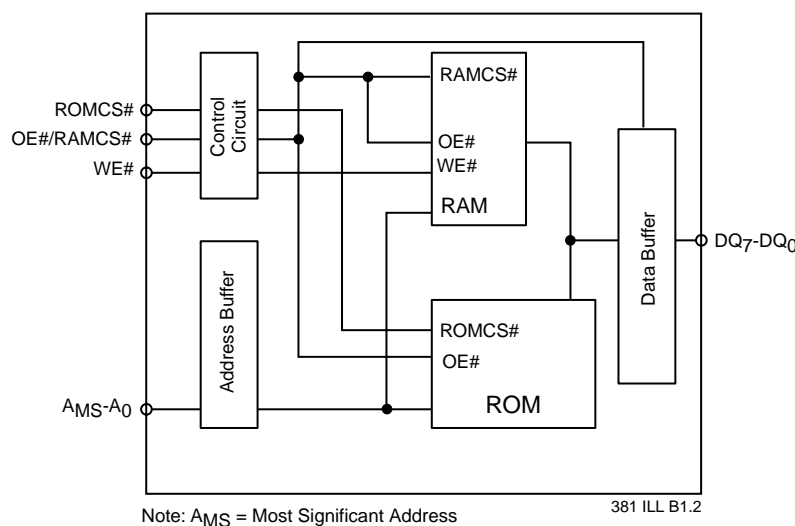 ROMCS#
OE#/RAMCS#
WE#
Control
Circuit
RAMCS#
OE#
WE#
RAM
Data Buffer
DQ7-DQ0
Address Buffer
ROMCS#
OE#
ROM
AMS-A0
Note: AMS = Most Significant Address
381 ILL B1.2